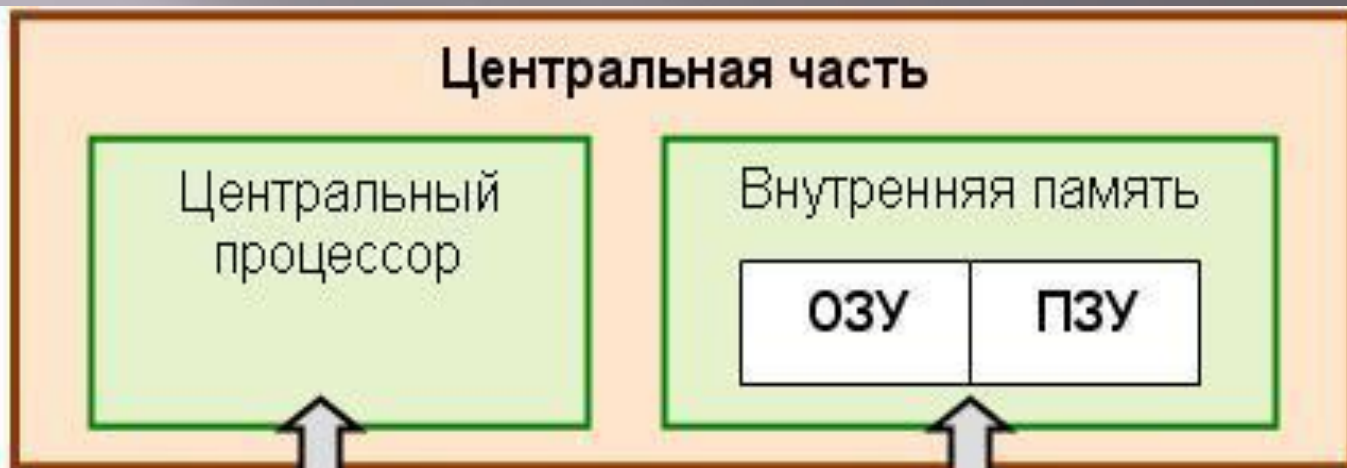 Центральная часть
Центральный
процессор
Внутренняя память
ОЗУ ПЗУ